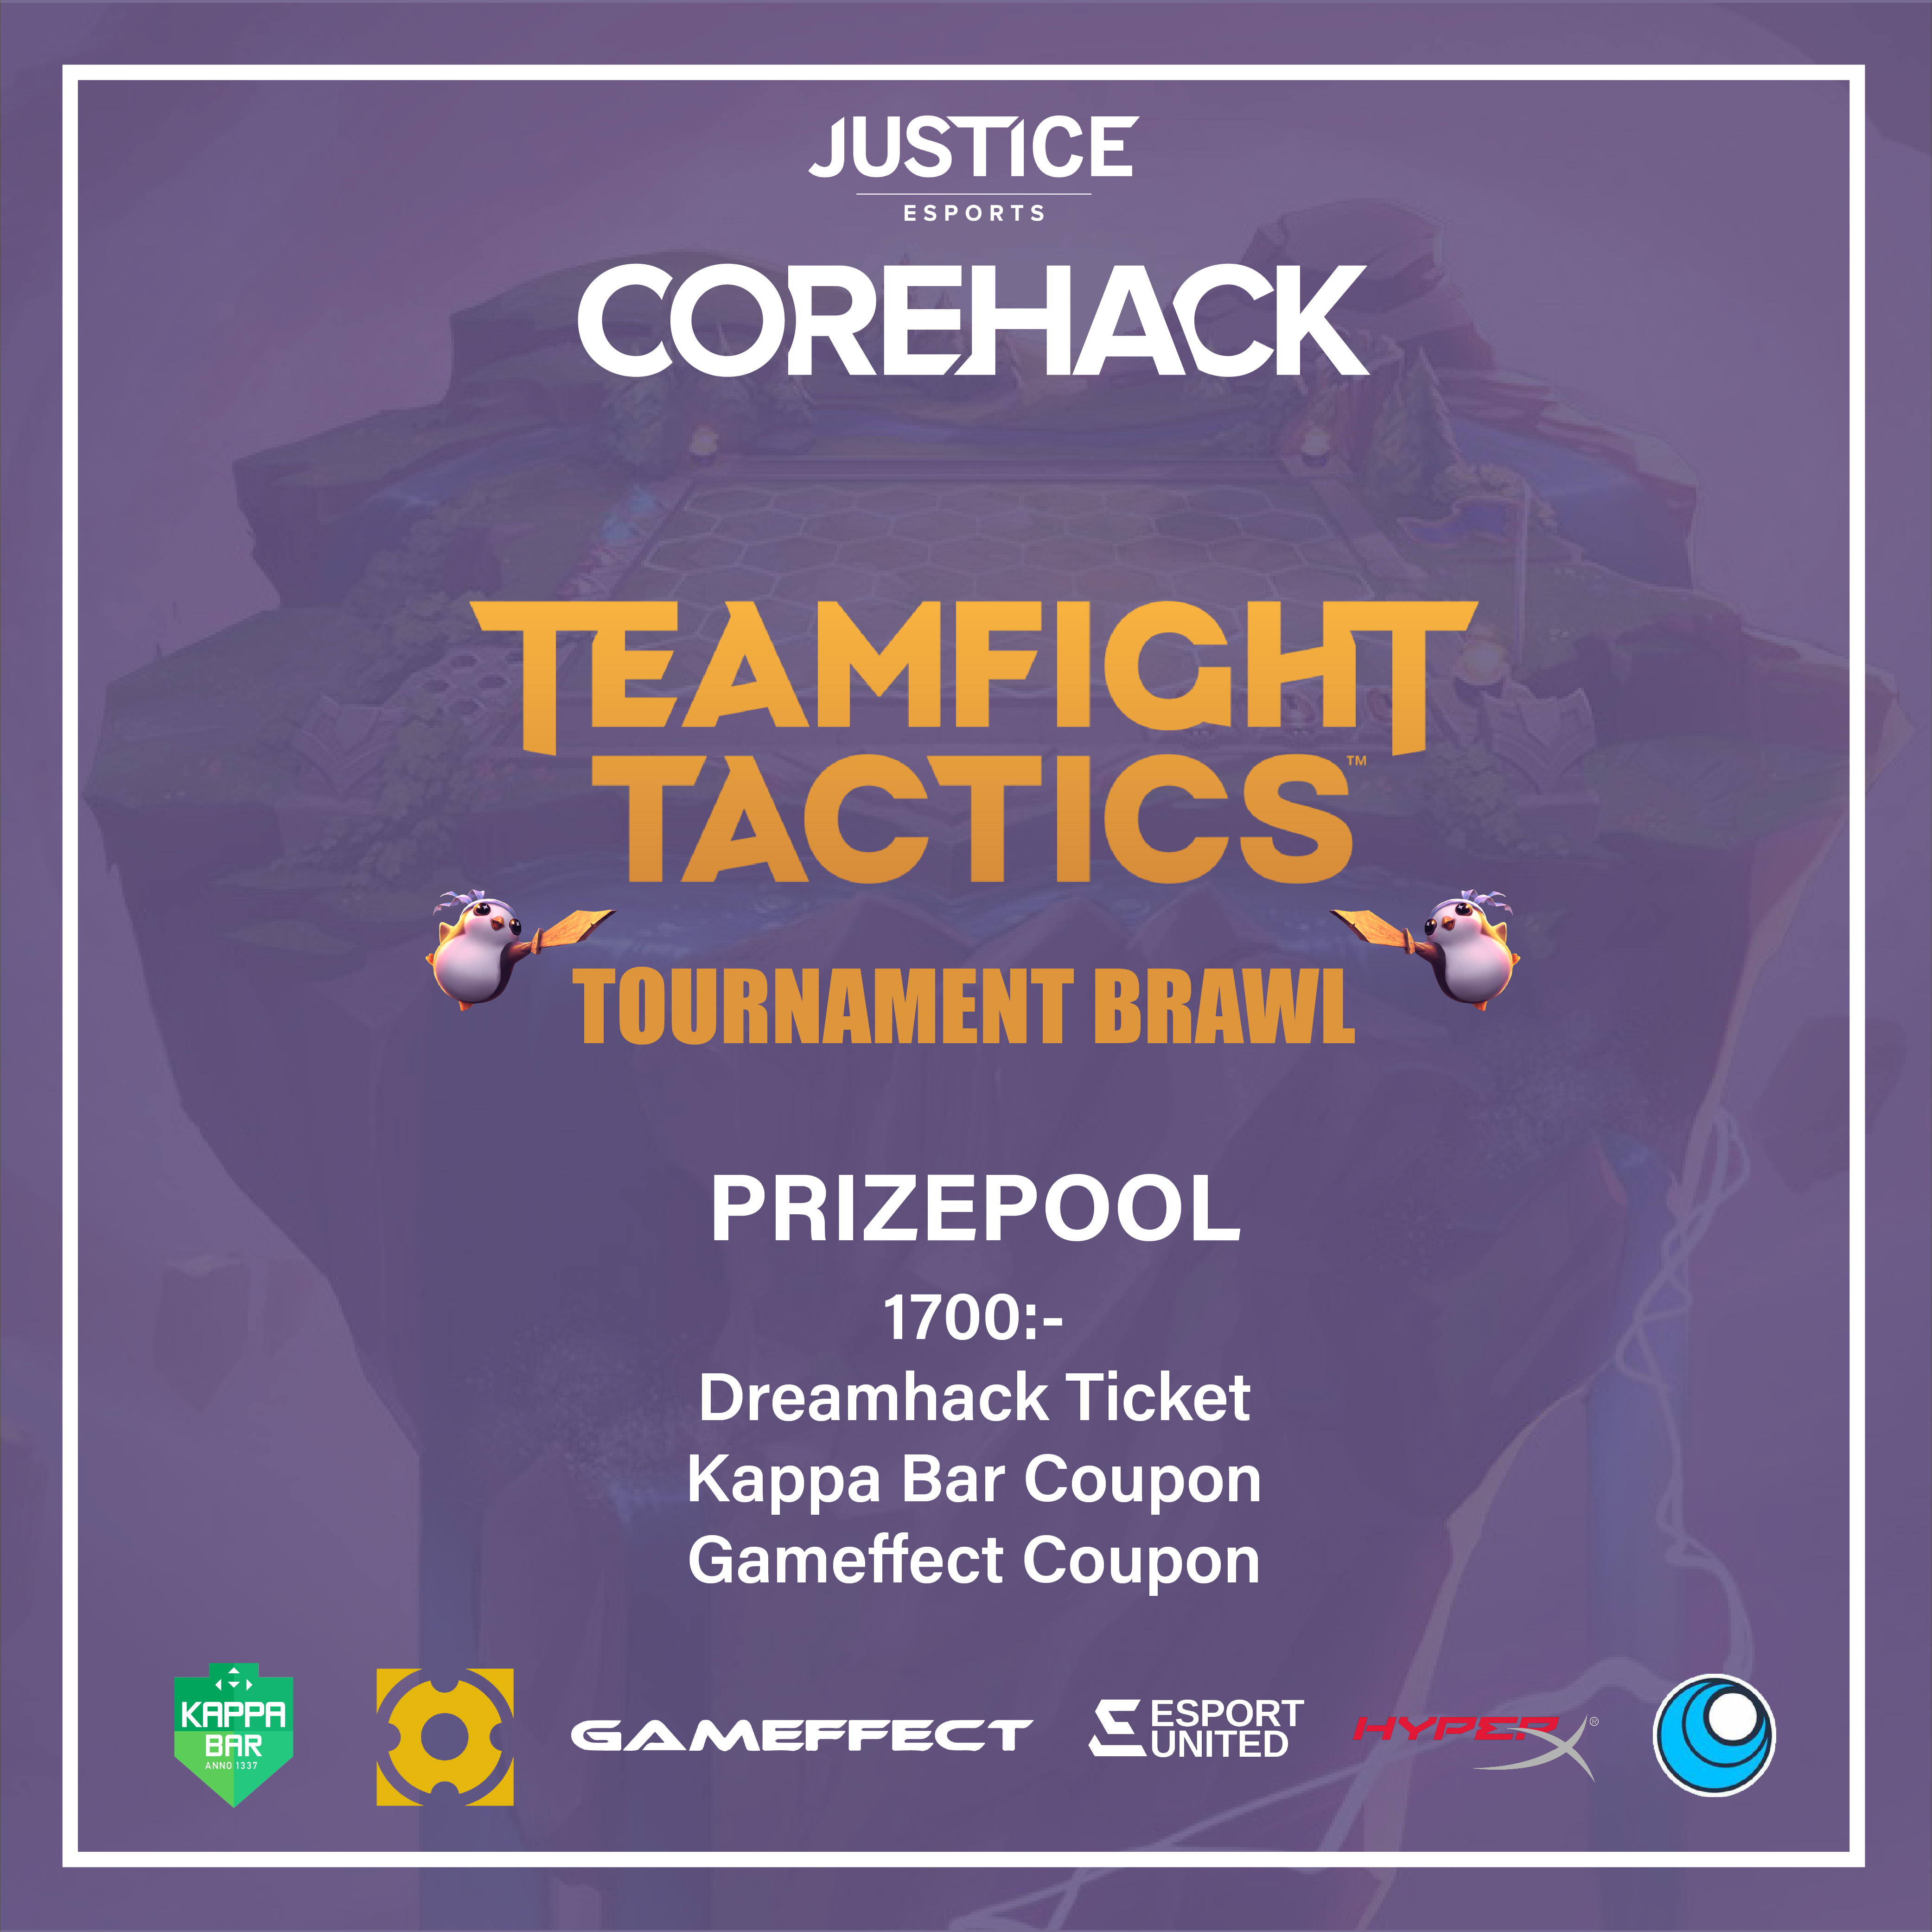 JUSTICE
ESPORTS
COREHACK
TEAMFIGHT
TACTICS™
TOURNAMENT BRAWL
PRIZEPOOL
1700:-
Dreamhack Ticket
Kappa Bar Coupon
Gameffect Coupon
KAPPA
BAR
ANNO 1337
GAMEFFECT
ESPORT
UNITED
HYPERX®